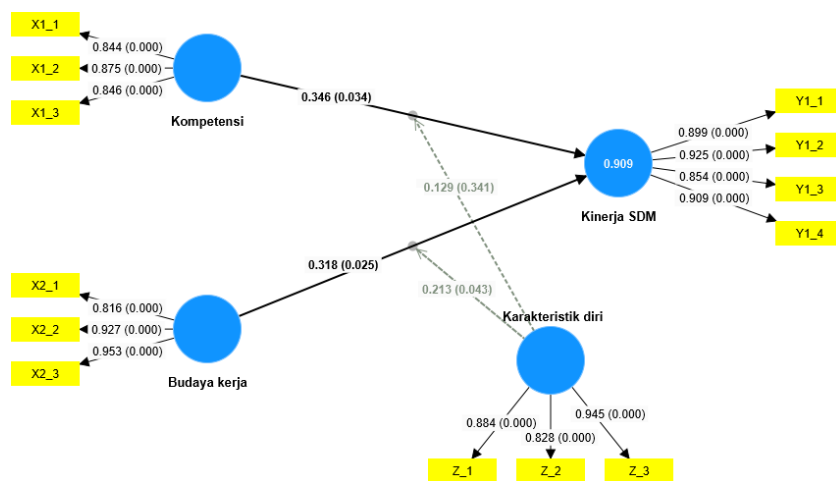 X1_1
X1_2
X1_3
0.844 (0.000)
0.875 (0.000)
0.846 (0.000)
Kompetensi
0.346 (0.034)
0.129 (0.341)
0.909
Kinerja SDM
0.899 (0.000)
0.925 (0.000)
0.854 (0.000)
0.909 (0.000)
Y1_1
Y1_2
Y1_3
Y1_4
X2_1
X2_2
X2_3
0.816 (0.000)
0.927 (0.000)
0.953 (0.000)
Budaya kerja
0.318 (0.025)
0.213 (0.043)
Karakteristik diri
0.884 (0.000)
0.828 (0.000)
0.945 (0.000)
Z_1
Z_2
Z_3